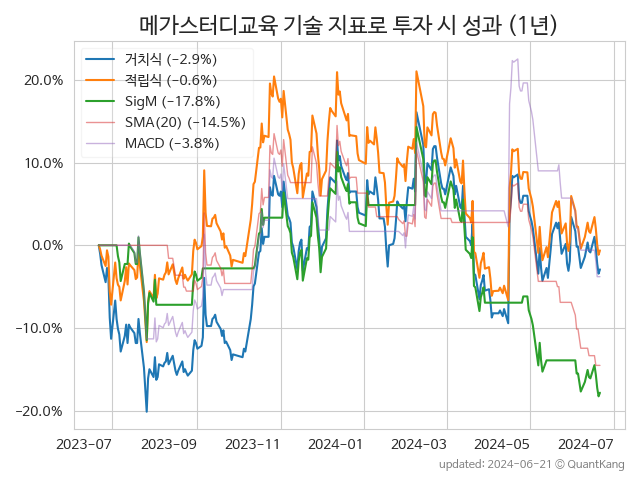 메가스터디교육 기술 지표로 투자 시 성과 (1년)
거치식 (−2.9%)
적립식 (−0.6%)
SigM (−17.8%)
SMA(20) (−14.5%)
MACD (−3.8%)
20.0%
10.0%
0.0%
−10.0%
−20.0%
2023-07 2023-09 2023-11 2024-01 2024-03 2024-05 2024-07
updated: 2024-06-21 © QuantKang